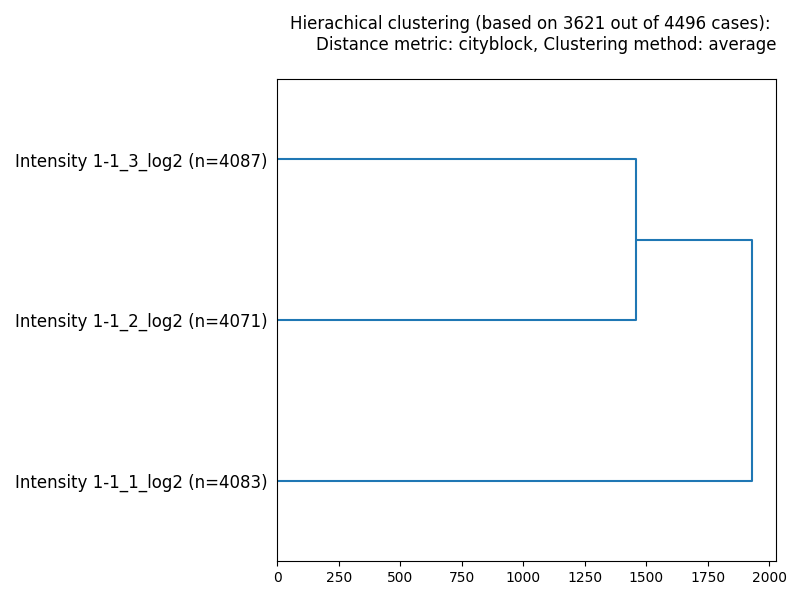 Hierachical clustering (based on 3621 out of 4496 cases):
Distance metric: cityblock, Clustering method: average
Intensity 1-1_3_log2 (n=4087)
Intensity 1-1_2_log2 (n=4071)
Intensity 1-1_1_log2 (n=4083)
0 250 500 750 1000 1250 1500 1750 2000